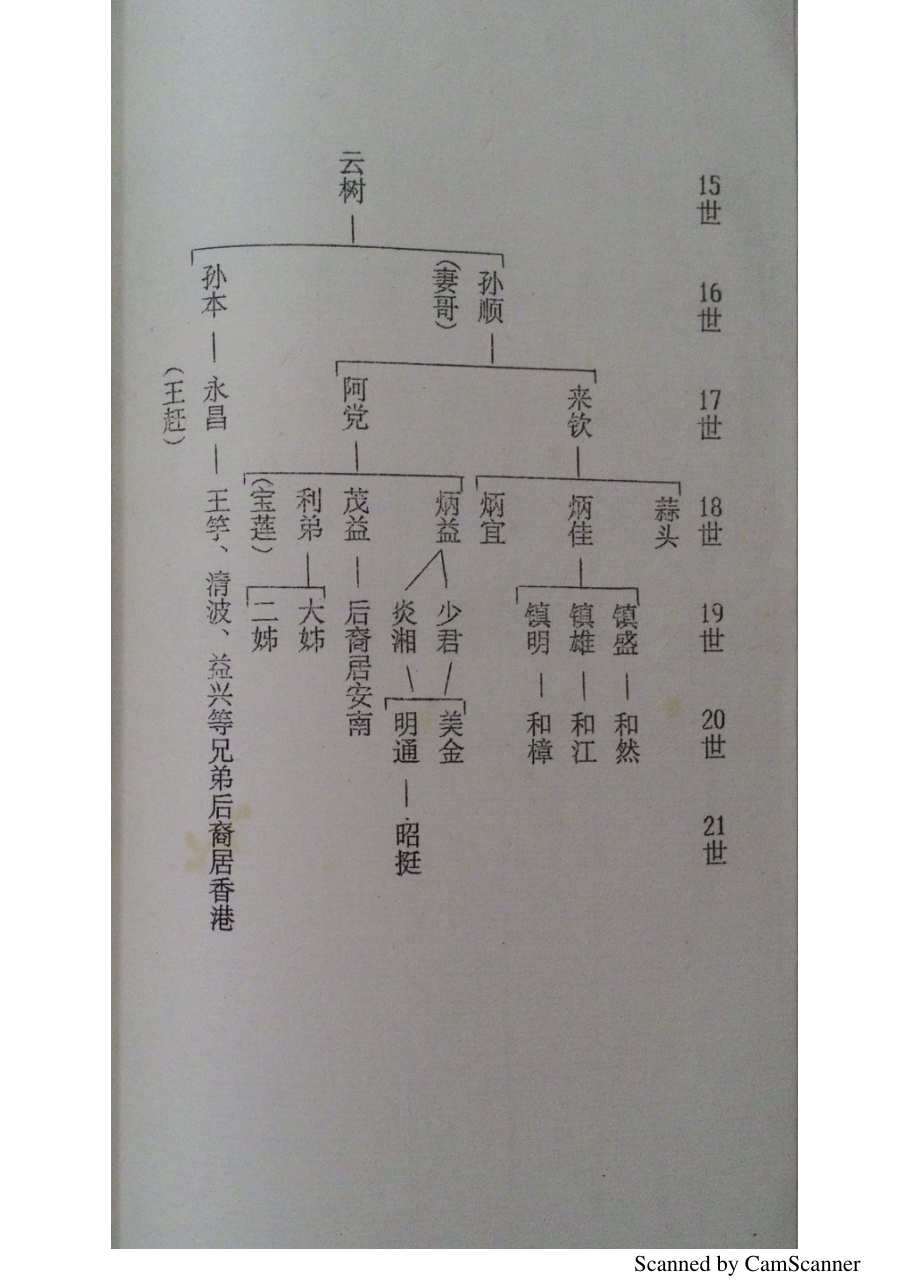 15世
16世
17世
18世
19世
20世
21世
云树
孙顺
（妻哥）
孙本
来钦
阿党
永昌
（王赶）
蒜头
炳佳
炳宜
炳益
茂益
利弟
（宝莲）
王竽、清波、益兴等兄弟后裔居香港
镇盛
镇雄
镇明
少君
炎湘
后裔居安南
大姊
二姊
和然
和江
和樟
美金
明通
昭挺
Scanned by CamScanner